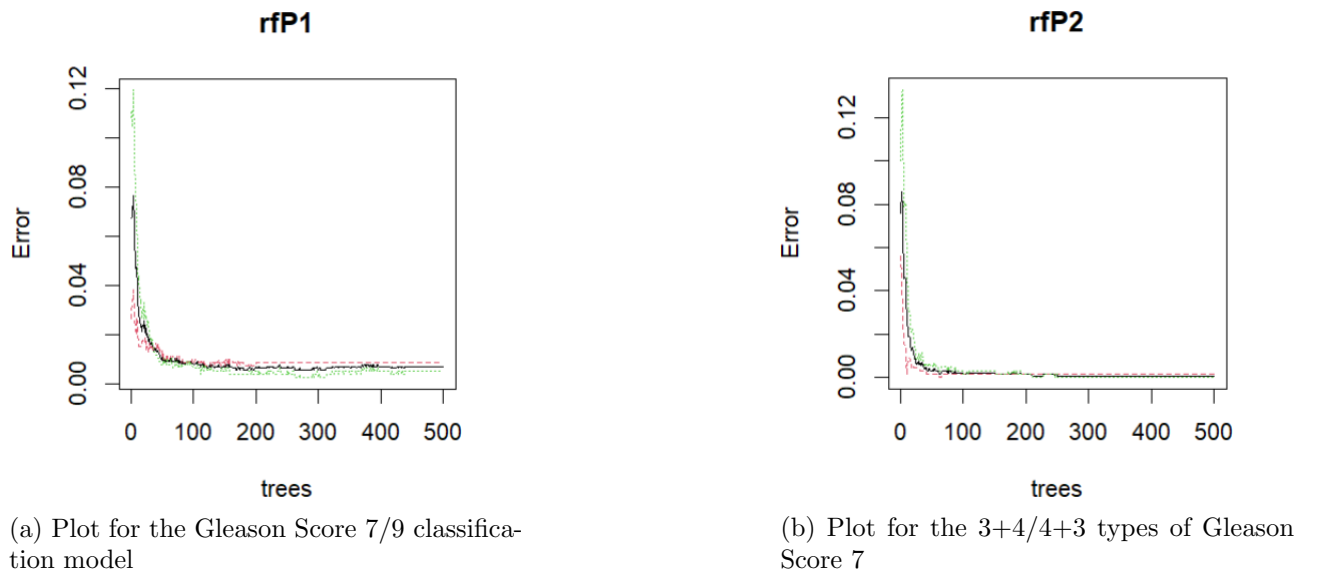 rfP1
0.12
0.08
0.04
0.00
Error
0 100 200 300 400 500
trees
(a) Plot for the Gleason Score 7/9 classifica-
tion model
rfP2
0.12
0.08
0.04
0.00
Error
0 100 200 300 400 500
trees
(b) Plot for the 3+4/4+3 types of Gleason
Score 7